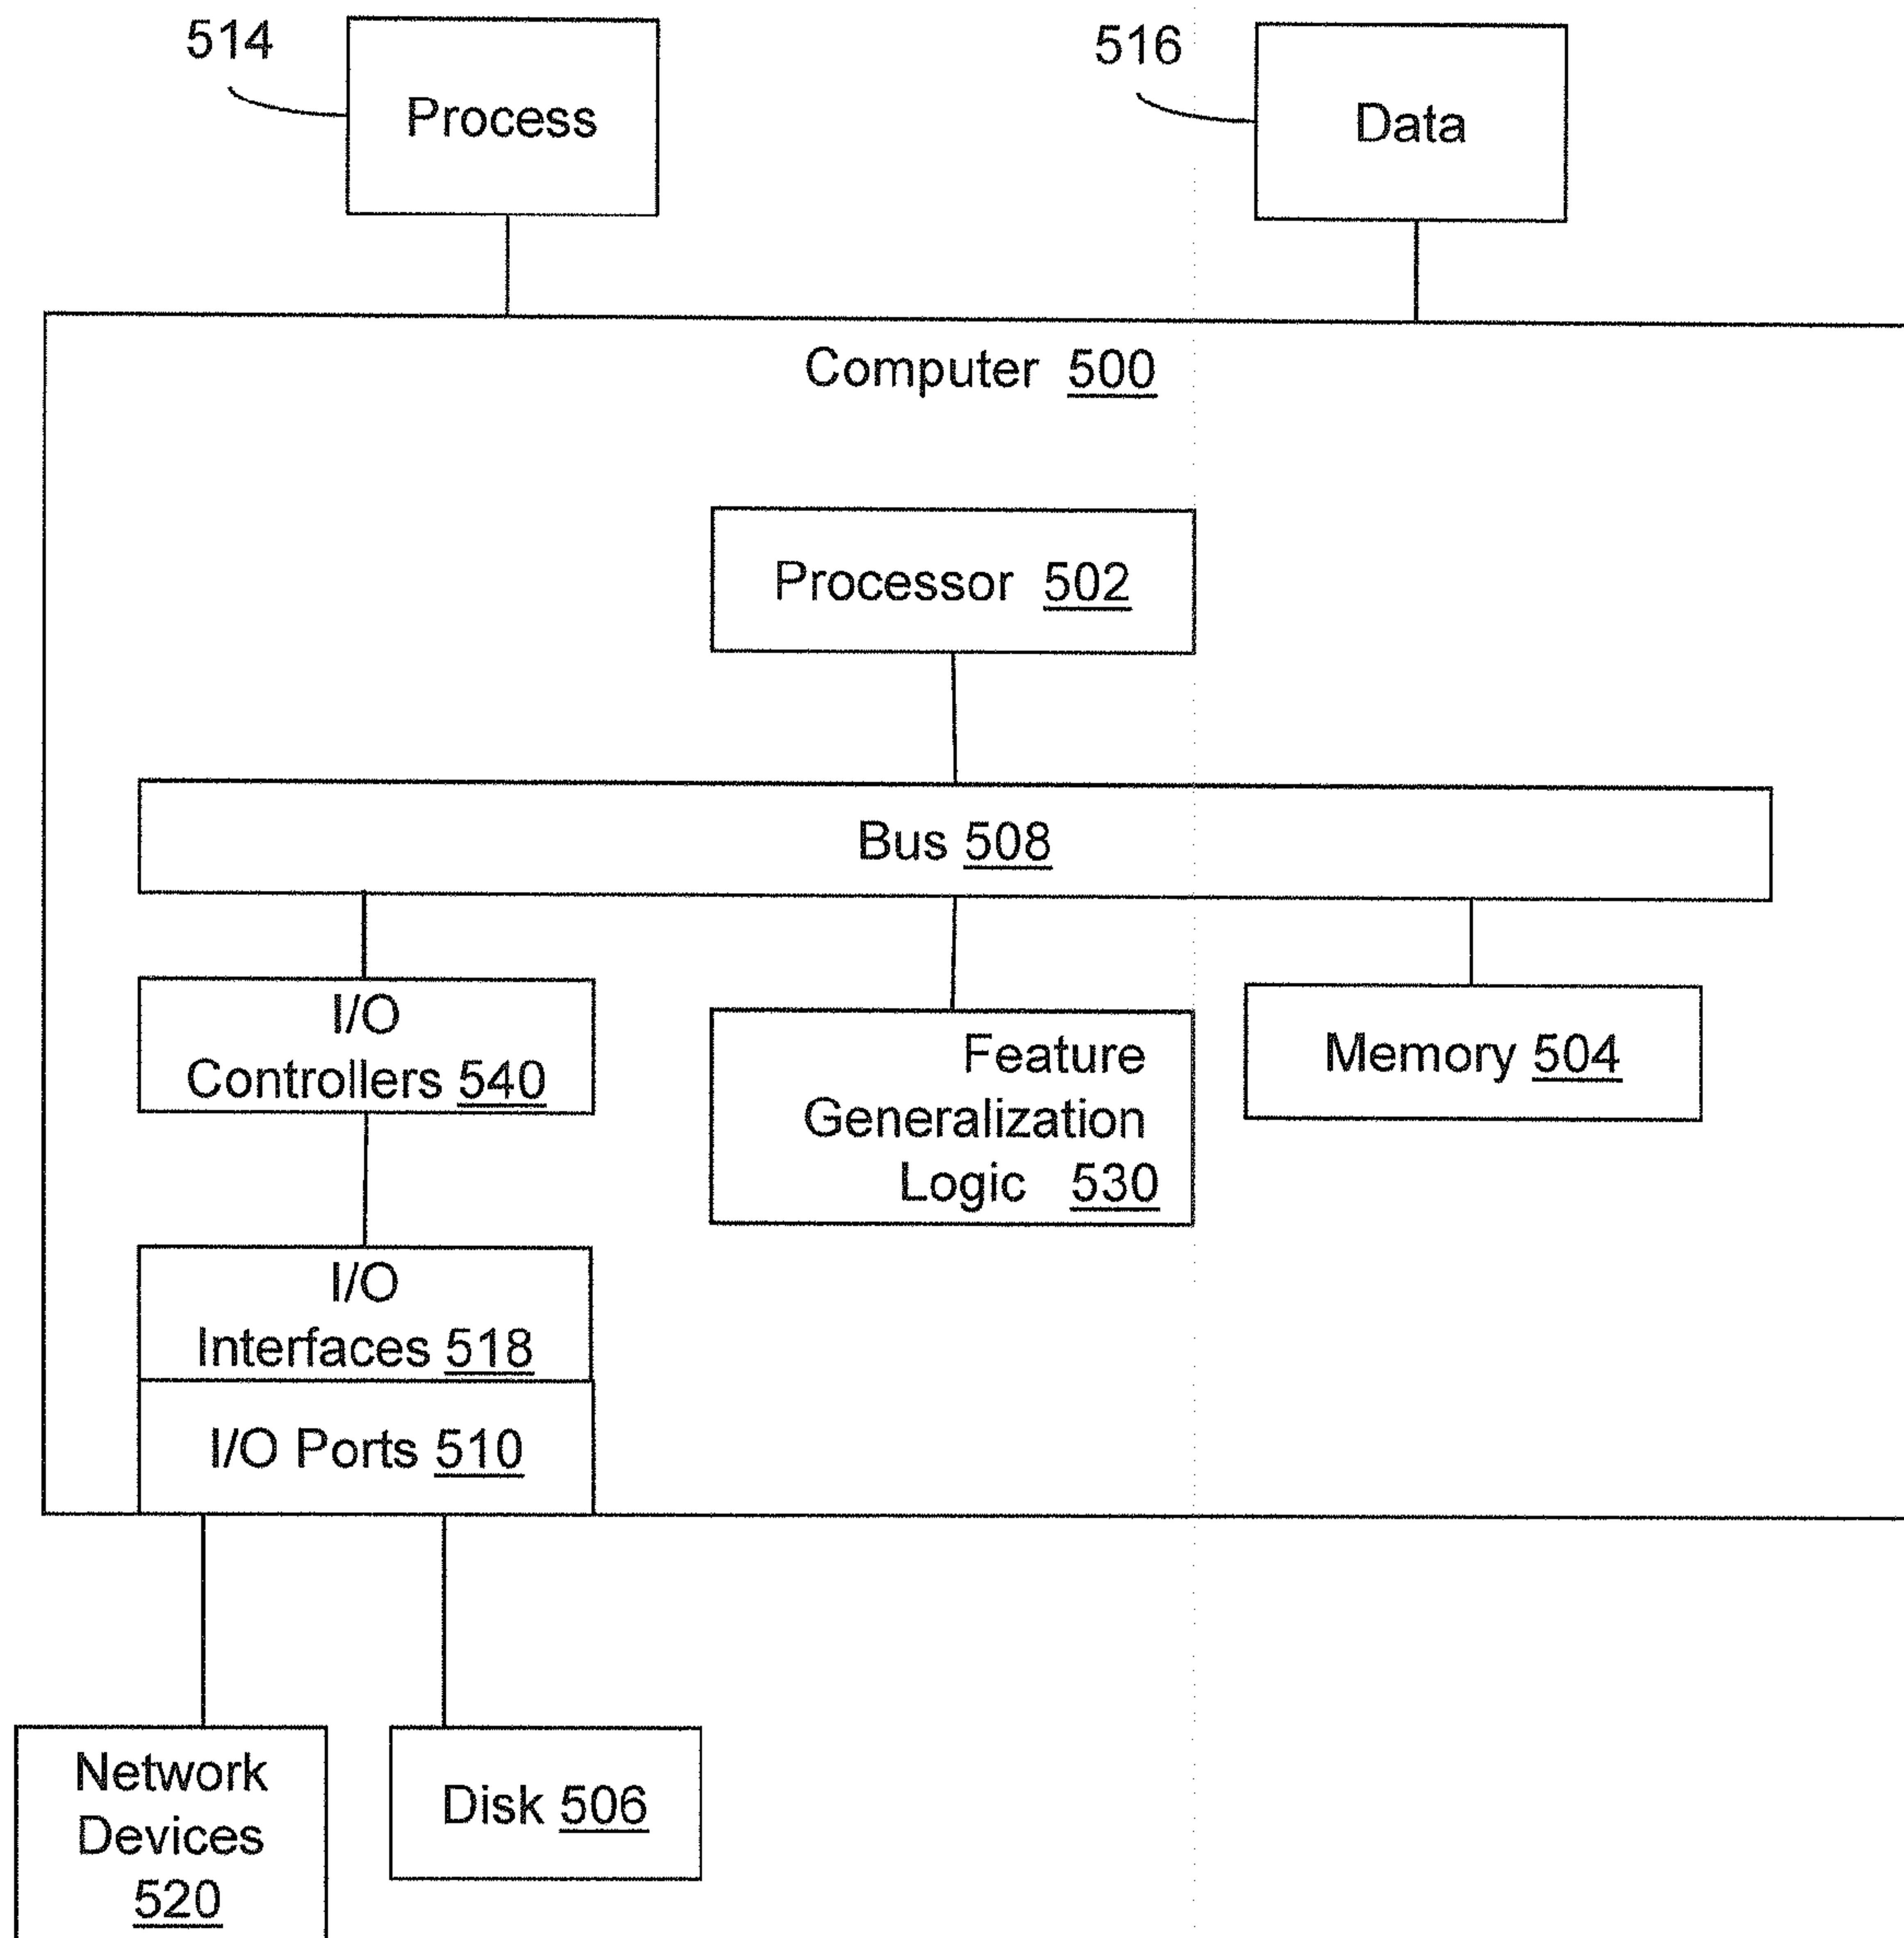 514
Process
516
Data
Computer 500
Processor 502
Bus 508
I/O
Controllers 540
Feature
Generalization
Logic 530
Memory 504
I/O
Interfaces 518
I/O Ports 510
Network
Devices
520
Disk 506